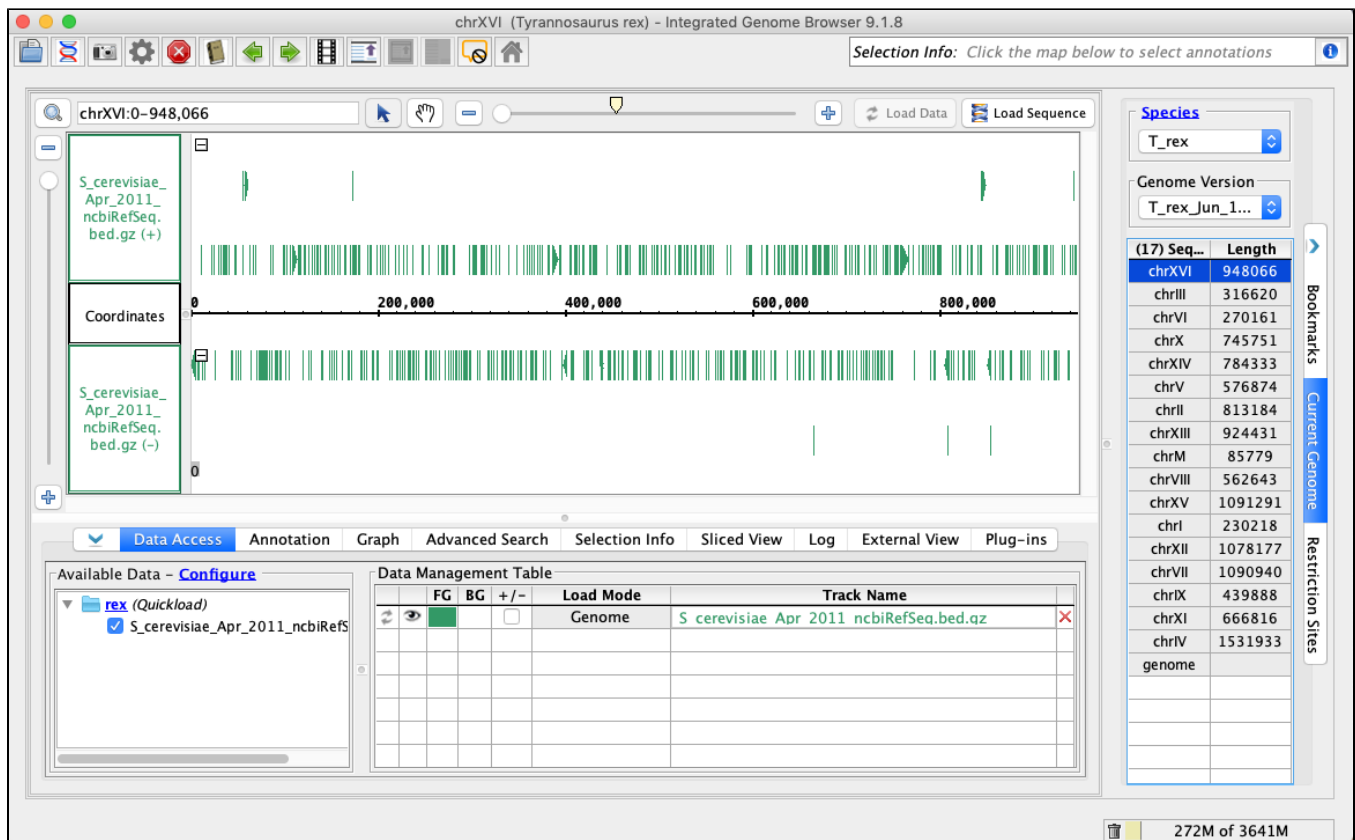 chrXVI (Tyrannosaurus rex) - Integrated Genome Browser 9.1.8
Selection Info: Click the map below to select annotations
chrXVI:0-948,066
Load Data
Load Sequence
S_cerevisiae_
Apr_2011_
ncbiRefSeq.
bed.gz (+)
Coordinates
0 200,000 400,000 600,000 800,000
S_cerevisiae_
Apr_2011_
ncbiRefSeq.
bed.gz (-)
0
Species
T_rex
Genome Version
T_rex_Jun_1...
(17) Seq... Length
chrXVI 948066
chrIII 316620
chrVI 270161
chrX 745751
chrXIV 784333
chrV 576874
chrII 813184
chrXIII 924431
chrM 85779
chrVIII 562643
chrXV 1091291
chrI 230218
chrXII 1078177
chrVII 1090940
chrIX 439888
chrXI 666816
chrIV 1531933
genome
Bookmarks
Current Genome
Restriction Sites
Data Access Annotation Graph Advanced Search Selection Info Sliced View Log External View Plug-ins
Available Data - Configure
rex (Quickload)
S_cerevisiae_Apr_2011_ncbiRefS
Data Management Table
FG BG +/- Load Mode Track Name
Genome S_cerevisiae_Apr_2011_ncbiRefSeq.bed.gz
272M of 3641M